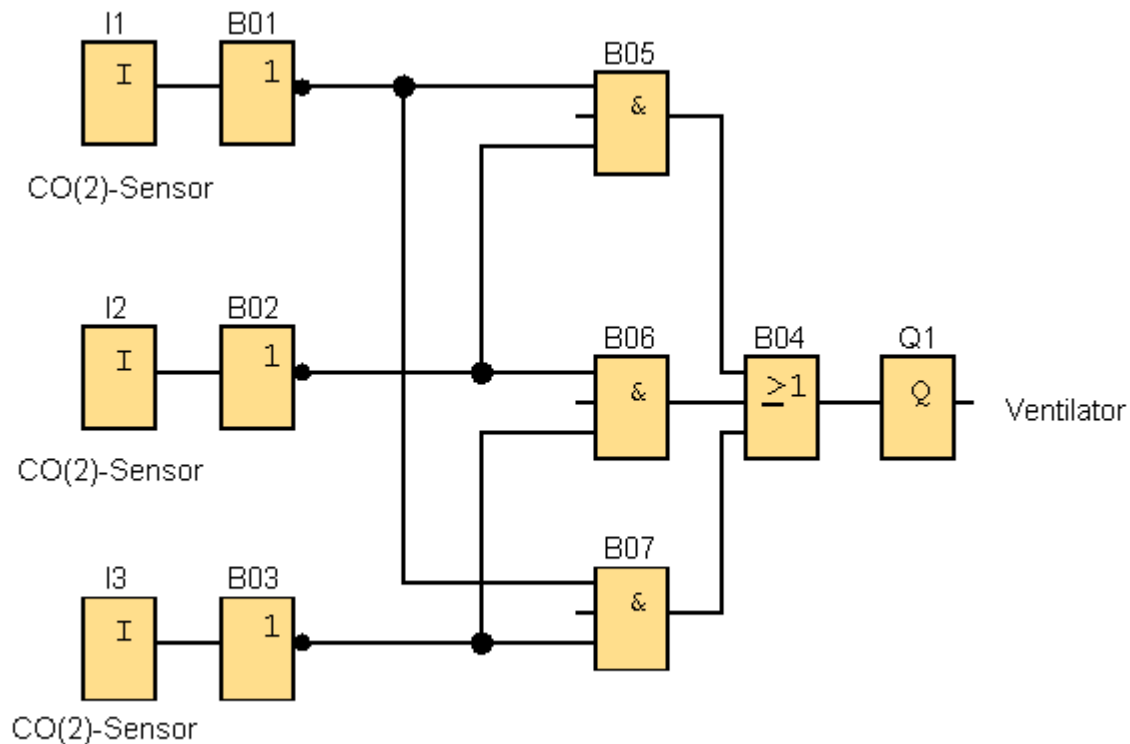 I1 B01
I 1
CO(2)-Sensor
B05
&
I2 B02
I 1
CO(2)-Sensor
B06 B04 Q1
& ≥1 Q Ventilator
I3 B03
I 1
CO(2)-Sensor
B07
&